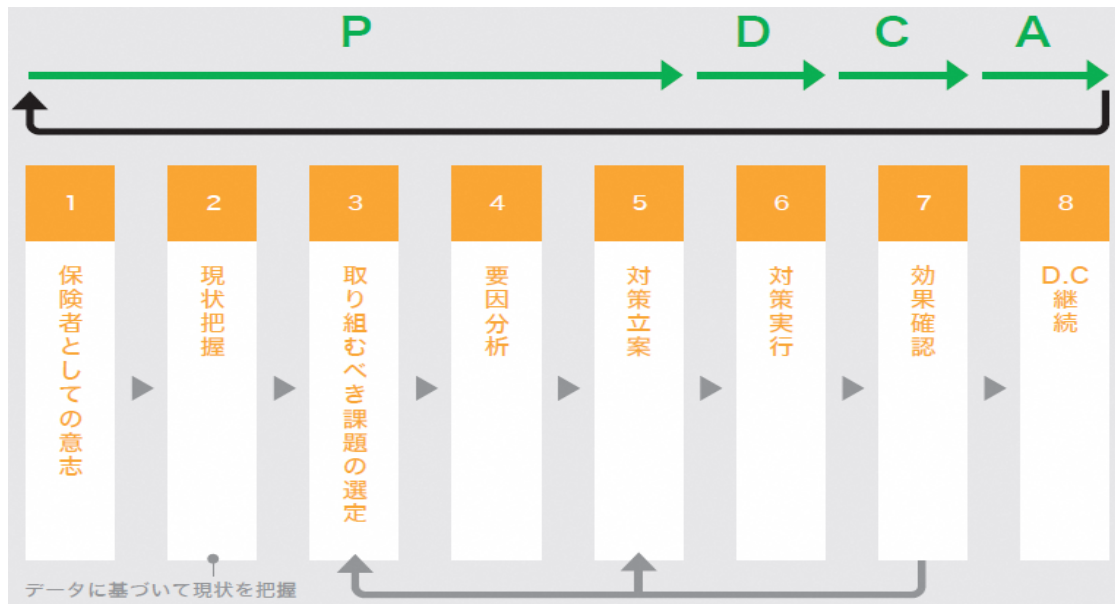 P
D
C
A
1
保険者としての意志
2
現状把握
3
取り組むべき課題の選定
4
要因分析
5
対策立案
6
対策実行
7
効果確認
8
D.C
継続
データに基づいて現状を把握